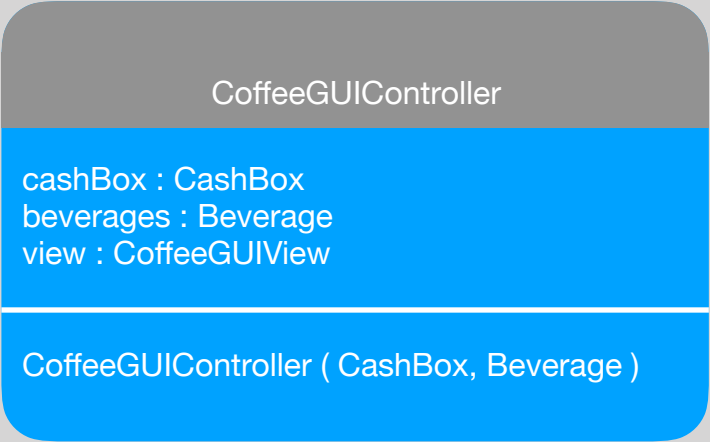 CoffeeGUIController
cashBox : CashBox
beverages : Beverage
view : CoffeeGUIView
CoffeeGUIController ( CashBox, Beverage )